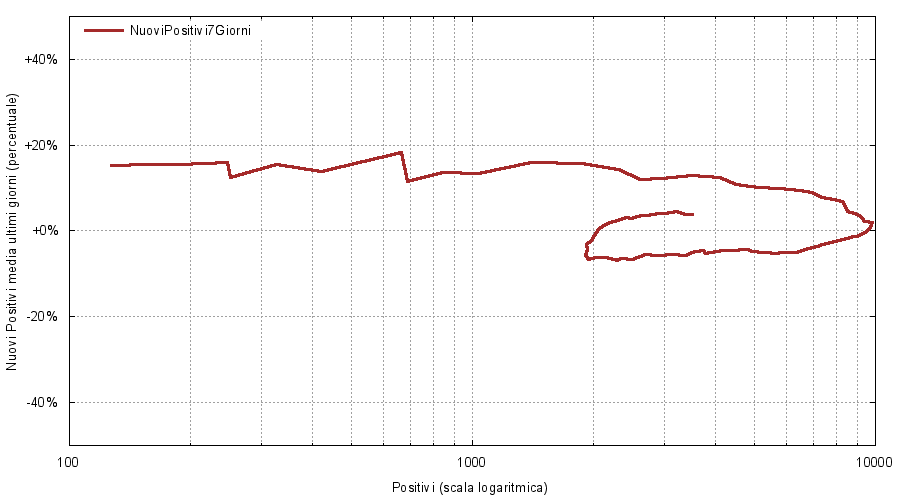 NuoviPositivi7Giorni
+40%
+20%
+0%
-20%
-40%
Nuovi Positivi media ultimi giorni (percentuale)
100
1000
10000
Positivi (scala logaritmica)